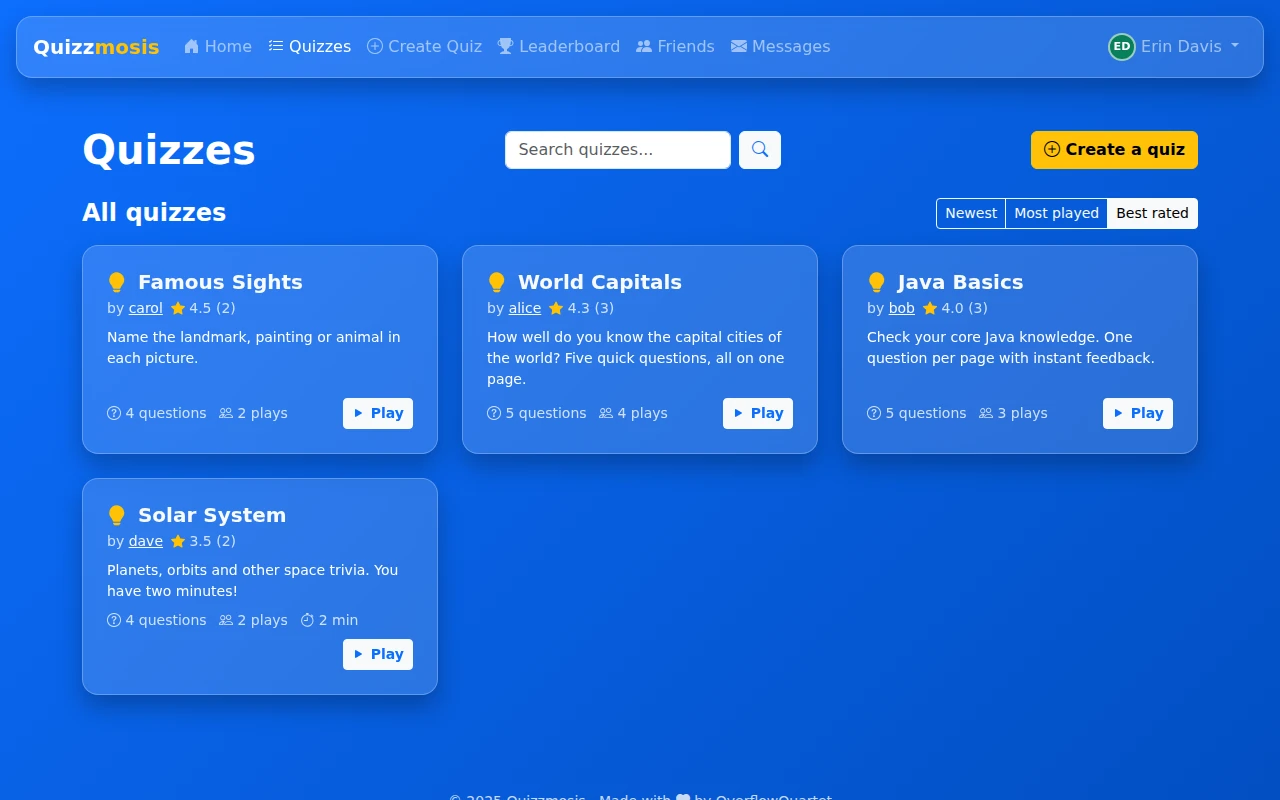 Quizzmosis Home Quizzes Create Quiz Leaderboard Friends Messages ED Erin Davis
Quizzes Search quizzes... Create a quiz
All quizzes Newest Most played Best rated
Famous Sights
by carol 4.5 (2)
Name the landmark, painting or animal in
each picture.
4 questions 2 plays Play
World Capitals
by alice 4.3 (3)
How well do you know the capital cities of
the world? Five quick questions, all on one
page.
5 questions 4 plays Play
Java Basics
by bob 4.0 (3)
Check your core Java knowledge. One
question per page with instant feedback.
5 questions 3 plays Play
Solar System
by dave 3.5 (2)
Planets, orbits and other space trivia. You
have two minutes!
4 questions 2 plays 2 min
Play
© 2025 Quizzmosis · Made with by OverflowQuartet